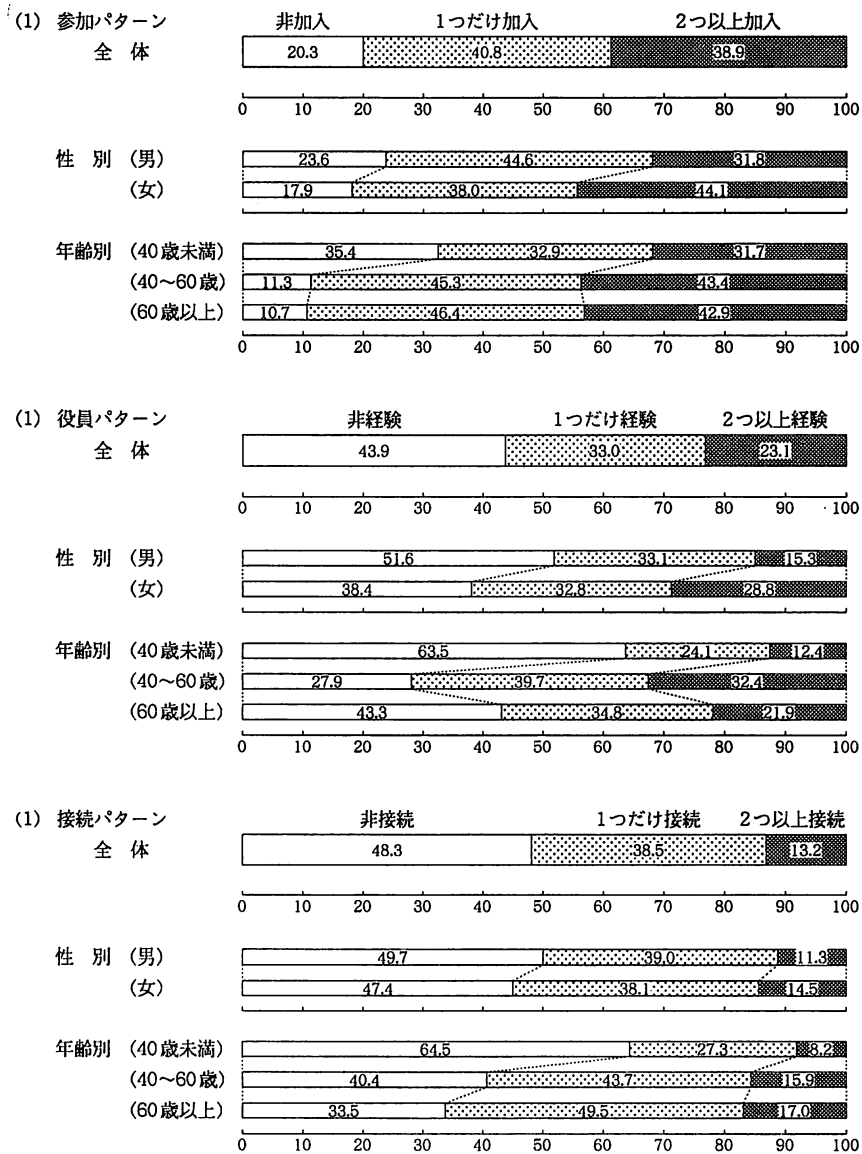 (1) 参加パターン 非加入 1つだけ加入 2つ以上加入
全 体 20.3 40.8 38.9
0 10 20 30 40 50 60 70 80 90 100
性 別 (男) 23.6 44.6 31.8
(女) 17.9 38.0 44.1
年齢別 (40歳未満) 35.4 32.9 31.7
(40〜60歳) 11.3 45.3 43.4
(60歳以上) 10.7 46.4 42.9
0 10 20 30 40 50 60 70 80 90 100
(1) 役員パターン 非経験 1つだけ経験 2つ以上経験
全 体 43.9 33.0 23.1
0 10 20 30 40 50 60 70 80 90 100
性 別 (男) 51.6 33.1 15.3
(女) 38.4 32.8 28.8
年齢別 (40歳未満) 63.5 24.1 12.4
(40〜60歳) 27.9 39.7 32.4
(60歳以上) 43.3 34.8 21.9
0 10 20 30 40 50 60 70 80 90 100
(1) 接続パターン 非接続 1つだけ接続 2つ以上接続
全 体 48.3 38.5 13.2
0 10 20 30 40 50 60 70 80 90 100
性 別 (男) 49.7 39.0 11.3
(女) 47.4 38.1 14.5
年齢別 (40歳未満) 64.5 27.3 8.2
(40〜60歳) 40.4 43.7 15.9
(60歳以上) 33.5 49.5 17.0
0 10 20 30 40 50 60 70 80 90 100